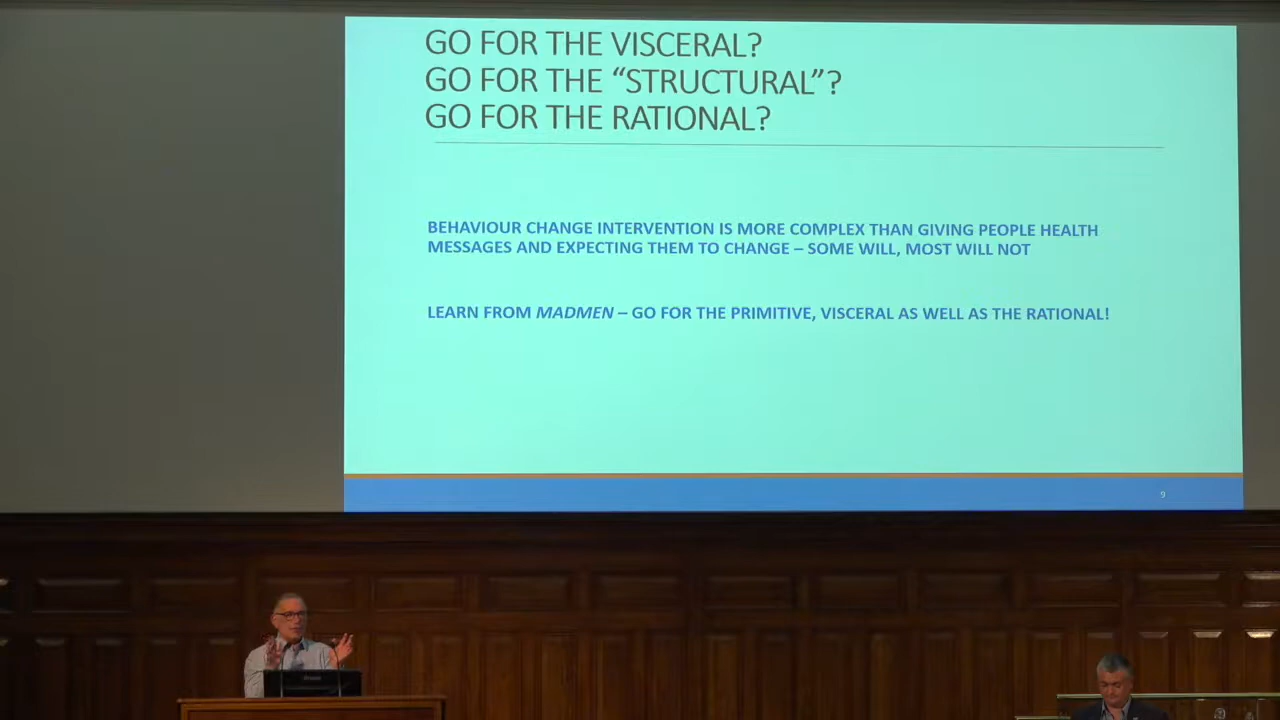 GO FOR THE VISCERAL?
GO FOR THE “STRUCTURAL”?
GO FOR THE RATIONAL?
BEHAVIOUR CHANGE INTERVENTION IS MORE COMPLEX THAN GIVING PEOPLE HEALTH
MESSAGES AND EXPECTING THEM TO CHANGE – SOME WILL, MOST WILL NOT
LEARN FROM MADMEN – GO FOR THE PRIMITIVE, VISCERAL AS WELL AS THE RATIONAL!
9